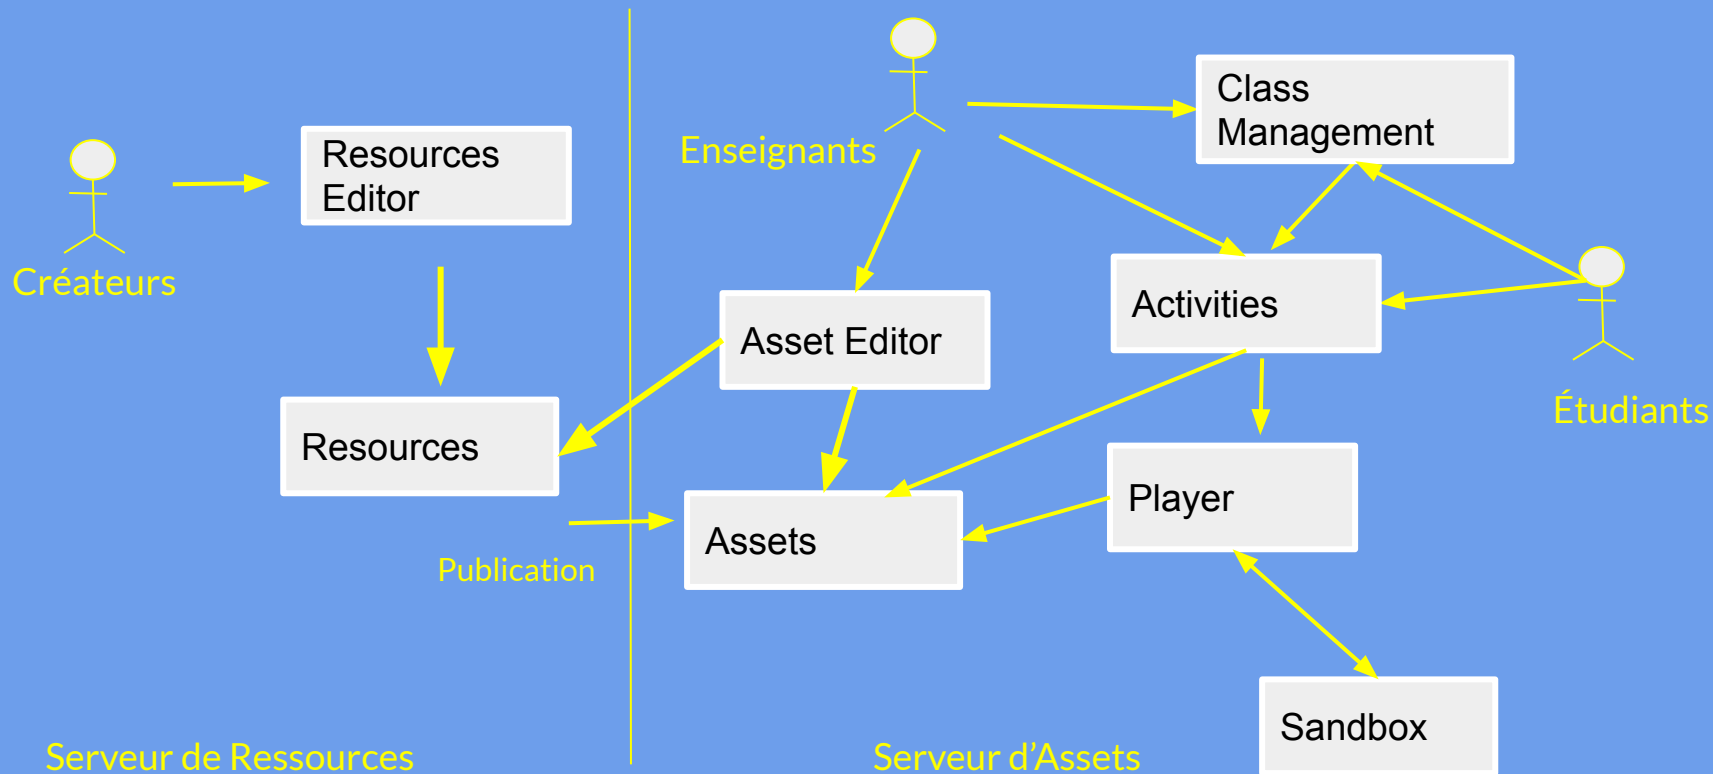 Class
Management
Resources
Editor
Enseignants
Créateurs
Activities
Asset Editor
Étudiants
Resources
Player
Assets
Publication
Sandbox
Serveur de Ressources
Serveur d’Assets